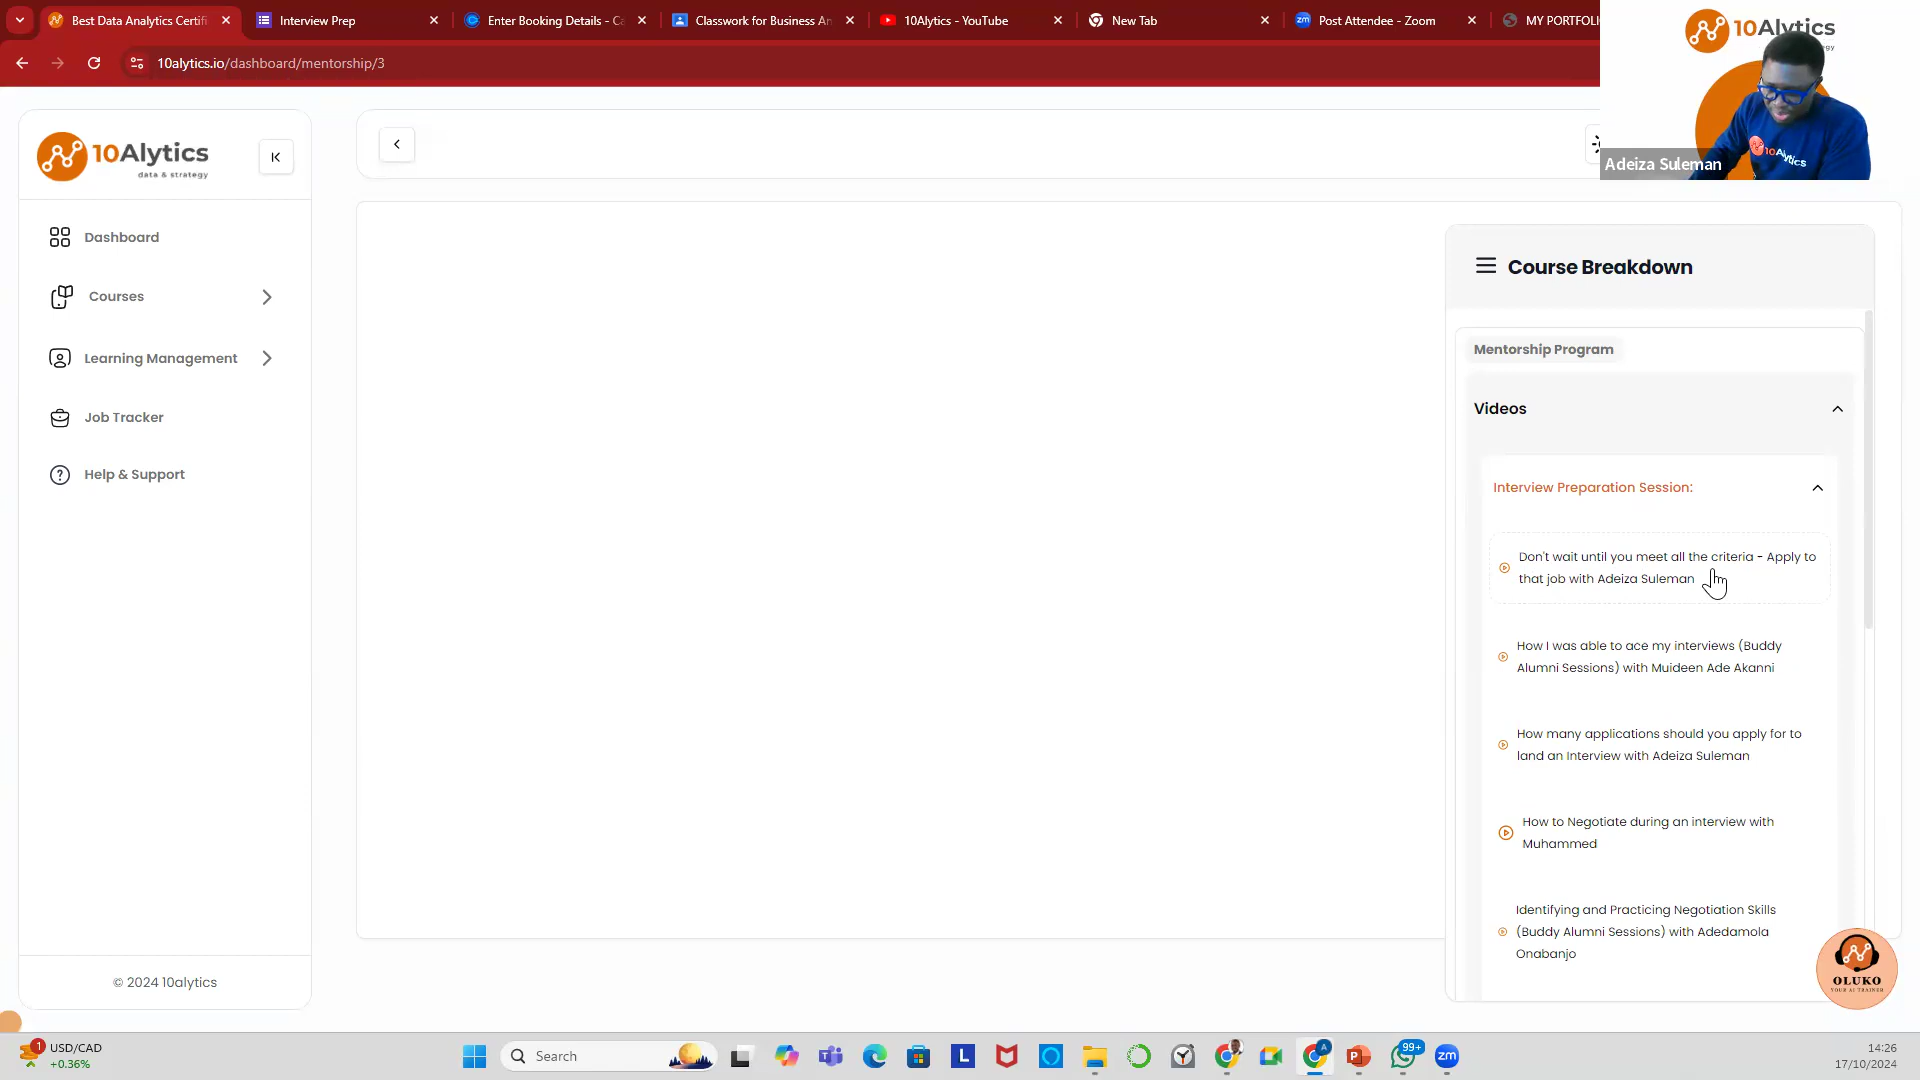 Best Data Analytics Certifi
Interview Prep
Enter Booking Details - Ca
Classwork for Business An
10Alytics - YouTube
New Tab
Post Attendee - Zoom
MY PORTFOLI
10alytics.io/dashboard/mentorship/3
10Alytics
10Alytics
Adeiza Suleman
10Alytics
data & strategy
Dashboard
Courses
Learning Management
Job Tracker
Help & Support
© 2024 10alytics
Course Breakdown
Mentorship Program
Videos
Interview Preparation Session:
Don't wait until you meet all the criteria - Apply to
that job with Adeiza Suleman
How I was able to ace my interviews (Buddy
Alumni Sessions) with Muideen Ade Akanni
How many applications should you apply for to
land an Interview with Adeiza Suleman
How to Negotiate during an interview with
Muhammed
Identifying and Practicing Negotiation Skills
(Buddy Alumni Sessions) with Adedamola
Onabanjo
OLUKO
YOUR AI TRAINER
1
USD/CAD
+0.36%
Search
L
A
P
99+
zm
14:26
17/10/2024